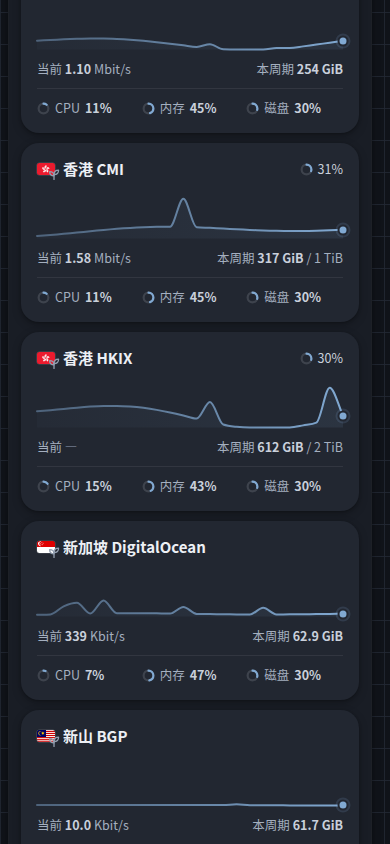 当前 1.10 Mbit/s 本周期 254 GiB
CPU 11% 内存 45% 磁盘 30%
香港 CMI 31%
当前 1.58 Mbit/s 本周期 317 GiB / 1 TiB
CPU 11% 内存 45% 磁盘 30%
香港 HKIX 30%
当前 — 本周期 612 GiB / 2 TiB
CPU 15% 内存 43% 磁盘 30%
新加坡 DigitalOcean
当前 339 Kbit/s 本周期 62.9 GiB
CPU 7% 内存 47% 磁盘 30%
新山 BGP
当前 10.0 Kbit/s 本周期 61.7 GiB